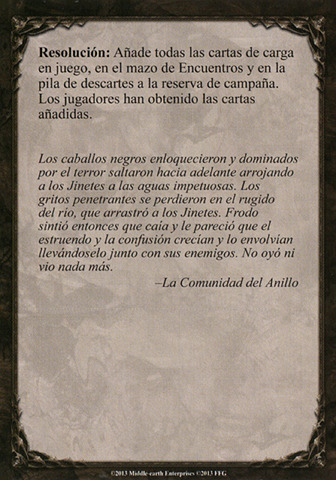 Resolución: Añade todas las cartas de carga
en juego, en el mazo de Encuentros y en la
pila de descartes a la reserva de campaña.
Los jugadores han obtenido las cartas
añadidas.
Los caballos negros enloquecieron y dominados
por el terror saltaron hacia adelante arrojando
a los Jinetes a las aguas impetuosas. Los
gritos penetrantes se perdieron en el rugido
del río, que arrastró a los Jinetes. Frodo
sintió entonces que caía y le pareció que el
estruendo y la confusión crecían y lo envolvían
llevándoselo junto con sus enemigos. No oyó ni
vio nada más.
–La Comunidad del Anillo
©2013 Middle-earth Enterprises ©2013 FFG